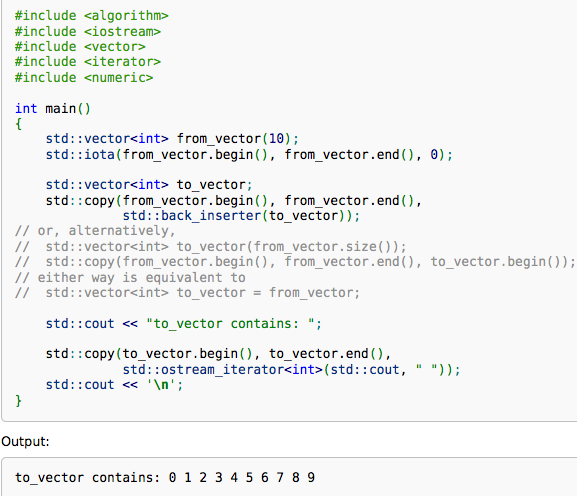 #include <algorithm>
#include <iostream>
#include <vector>
#include <iterator>
#include <numeric>

int main()
{
    std::vector<int> from_vector(10);
    std::iota(from_vector.begin(), from_vector.end(), 0);

    std::vector<int> to_vector;
    std::copy(from_vector.begin(), from_vector.end(),
              std::back_inserter(to_vector));
// or, alternatively,
//  std::vector<int> to_vector(from_vector.size());
//  std::copy(from_vector.begin(), from_vector.end(), to_vector.begin());
// either way is equivalent to
//  std::vector<int> to_vector = from_vector;

    std::cout << "to_vector contains: ";

    std::copy(to_vector.begin(), to_vector.end(),
              std::ostream_iterator<int>(std::cout, " "));
    std::cout << '\n';
}
Output:
to_vector contains: 0 1 2 3 4 5 6 7 8 9